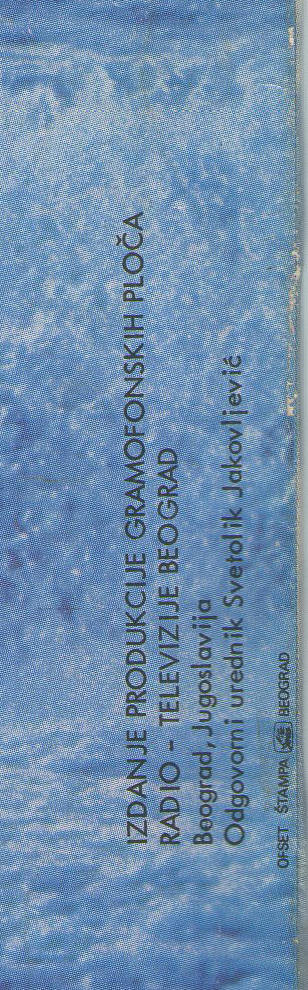 IZDANJE PRODUKCIJE GRAMOFONSKIH PLOČA
RADIO - TELEVIZIJE BEOGRAD
Beograd, Jugoslavija
Odgovorni urednik Svetolik Jakovljević
OFSET ŠTAMPA BEOGRAD